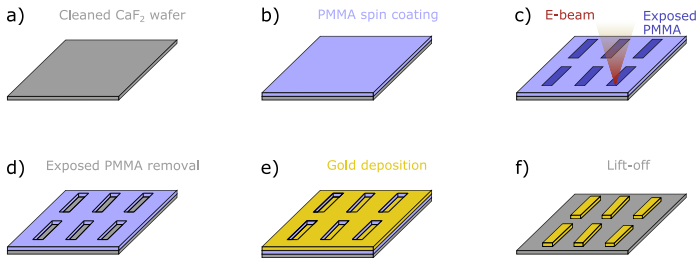 a) Cleaned CaF₂ wafer
b) PMMA spin coating
c) E-beam
Exposed
PMMA
d) Exposed PMMA removal
e) Gold deposition
f) Lift-off